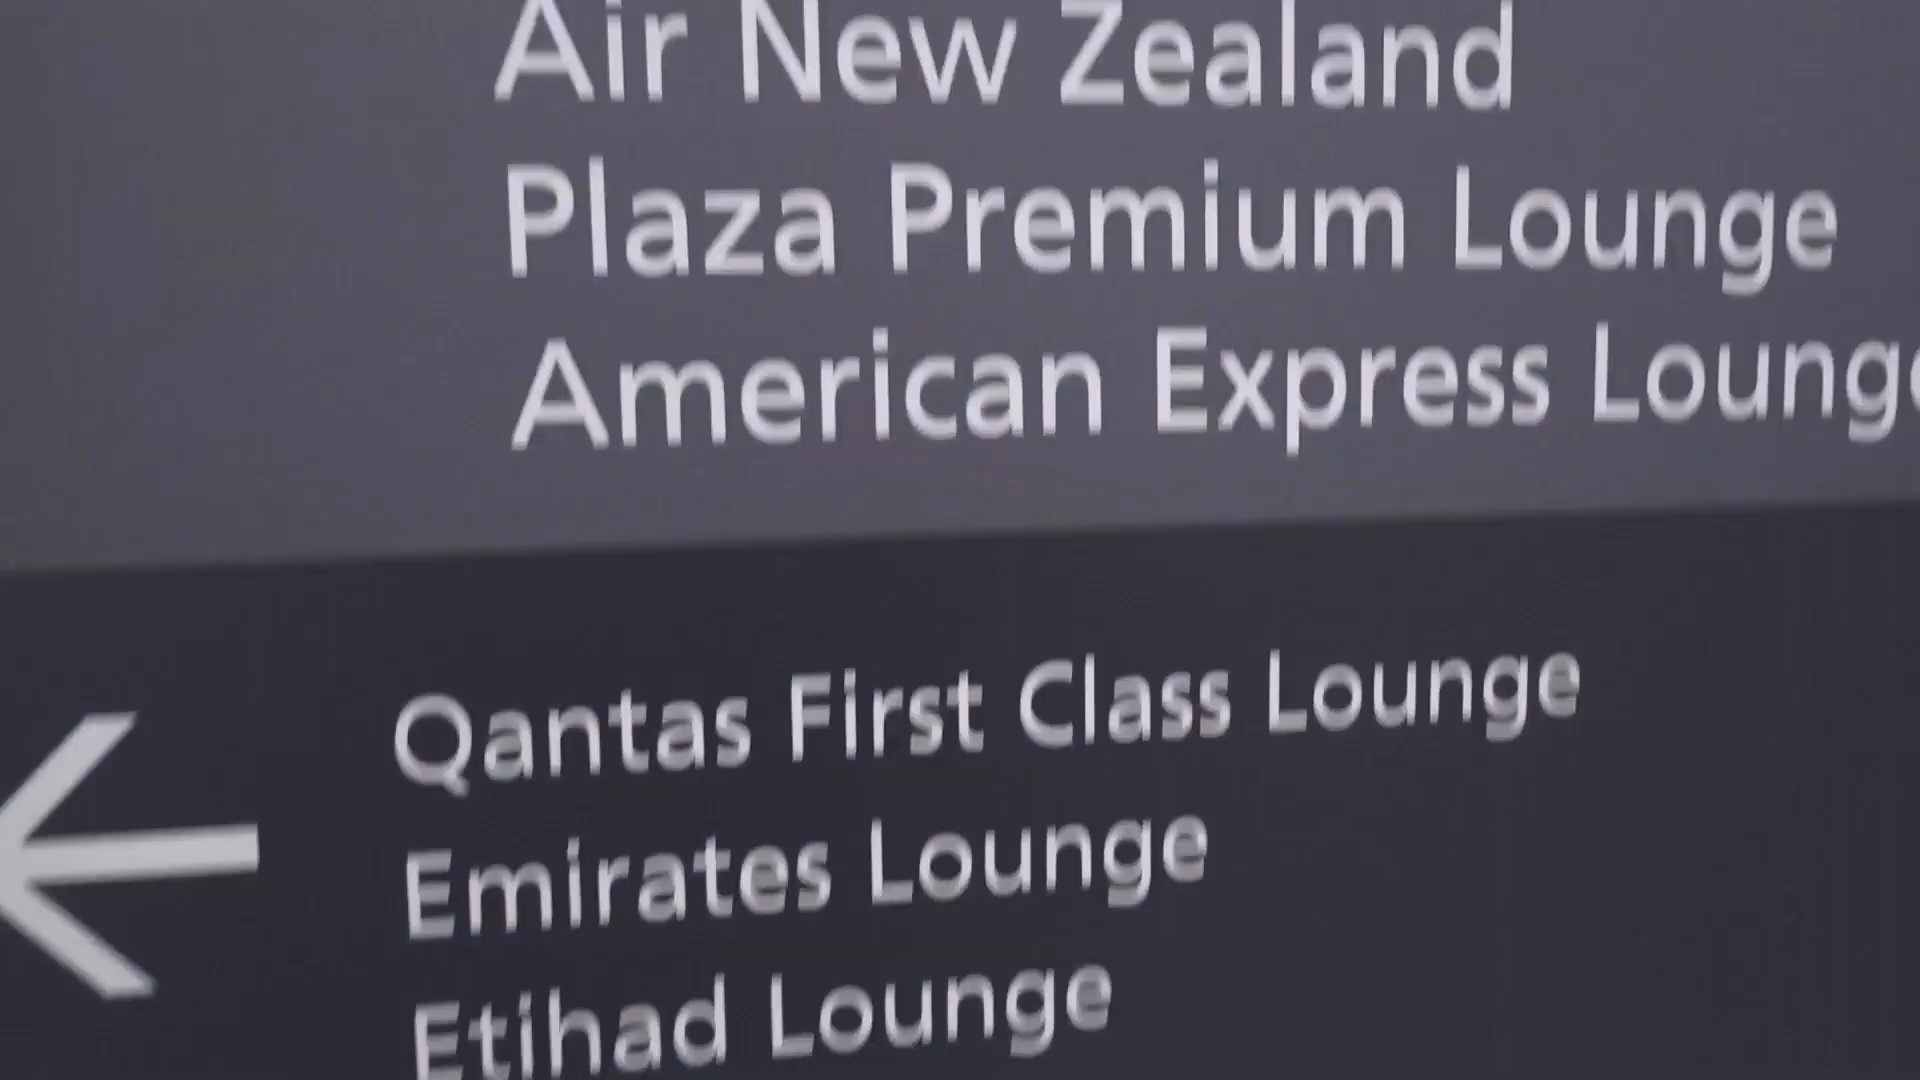 Air New Zealand
Plaza Premium Lounge
American Express Lounge
Qantas First Class Lounge
Emirates Lounge
Etihad Lounge